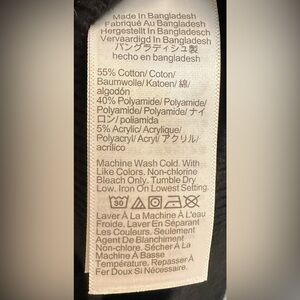 Made In Bangladesh
Fabriqué Au Bangladesh
Hergestellt In Bangladesch
Vervaardigd In Bangladesh
バングラディシュ製
hecho en bangladesh
55% Cotton/ Coton/
Baumwolle/ Katoen/ 綿/
algodón
40% Polyamide/ Polyamide/
Polyamid/ Polyamide/ ナイ
ロン/ poliamida
5% Acrylic/ Acrylique/
Polyacryl/ Acryl/ アクリル/
acrílico
Machine Wash Cold. With
Like Colors. Non-chlorine
Bleach Only. Tumble Dry
Low. Iron On Lowest Setting.
30
Laver À La Machine À L'eau
Froide. Laver En Séparant
Les Couleurs. Seulement
Agent De Blanchiment
Non-chlore. Sécher La
Machine A Basse
Température. Repasser À
Fer Doux Si Nécessaire.